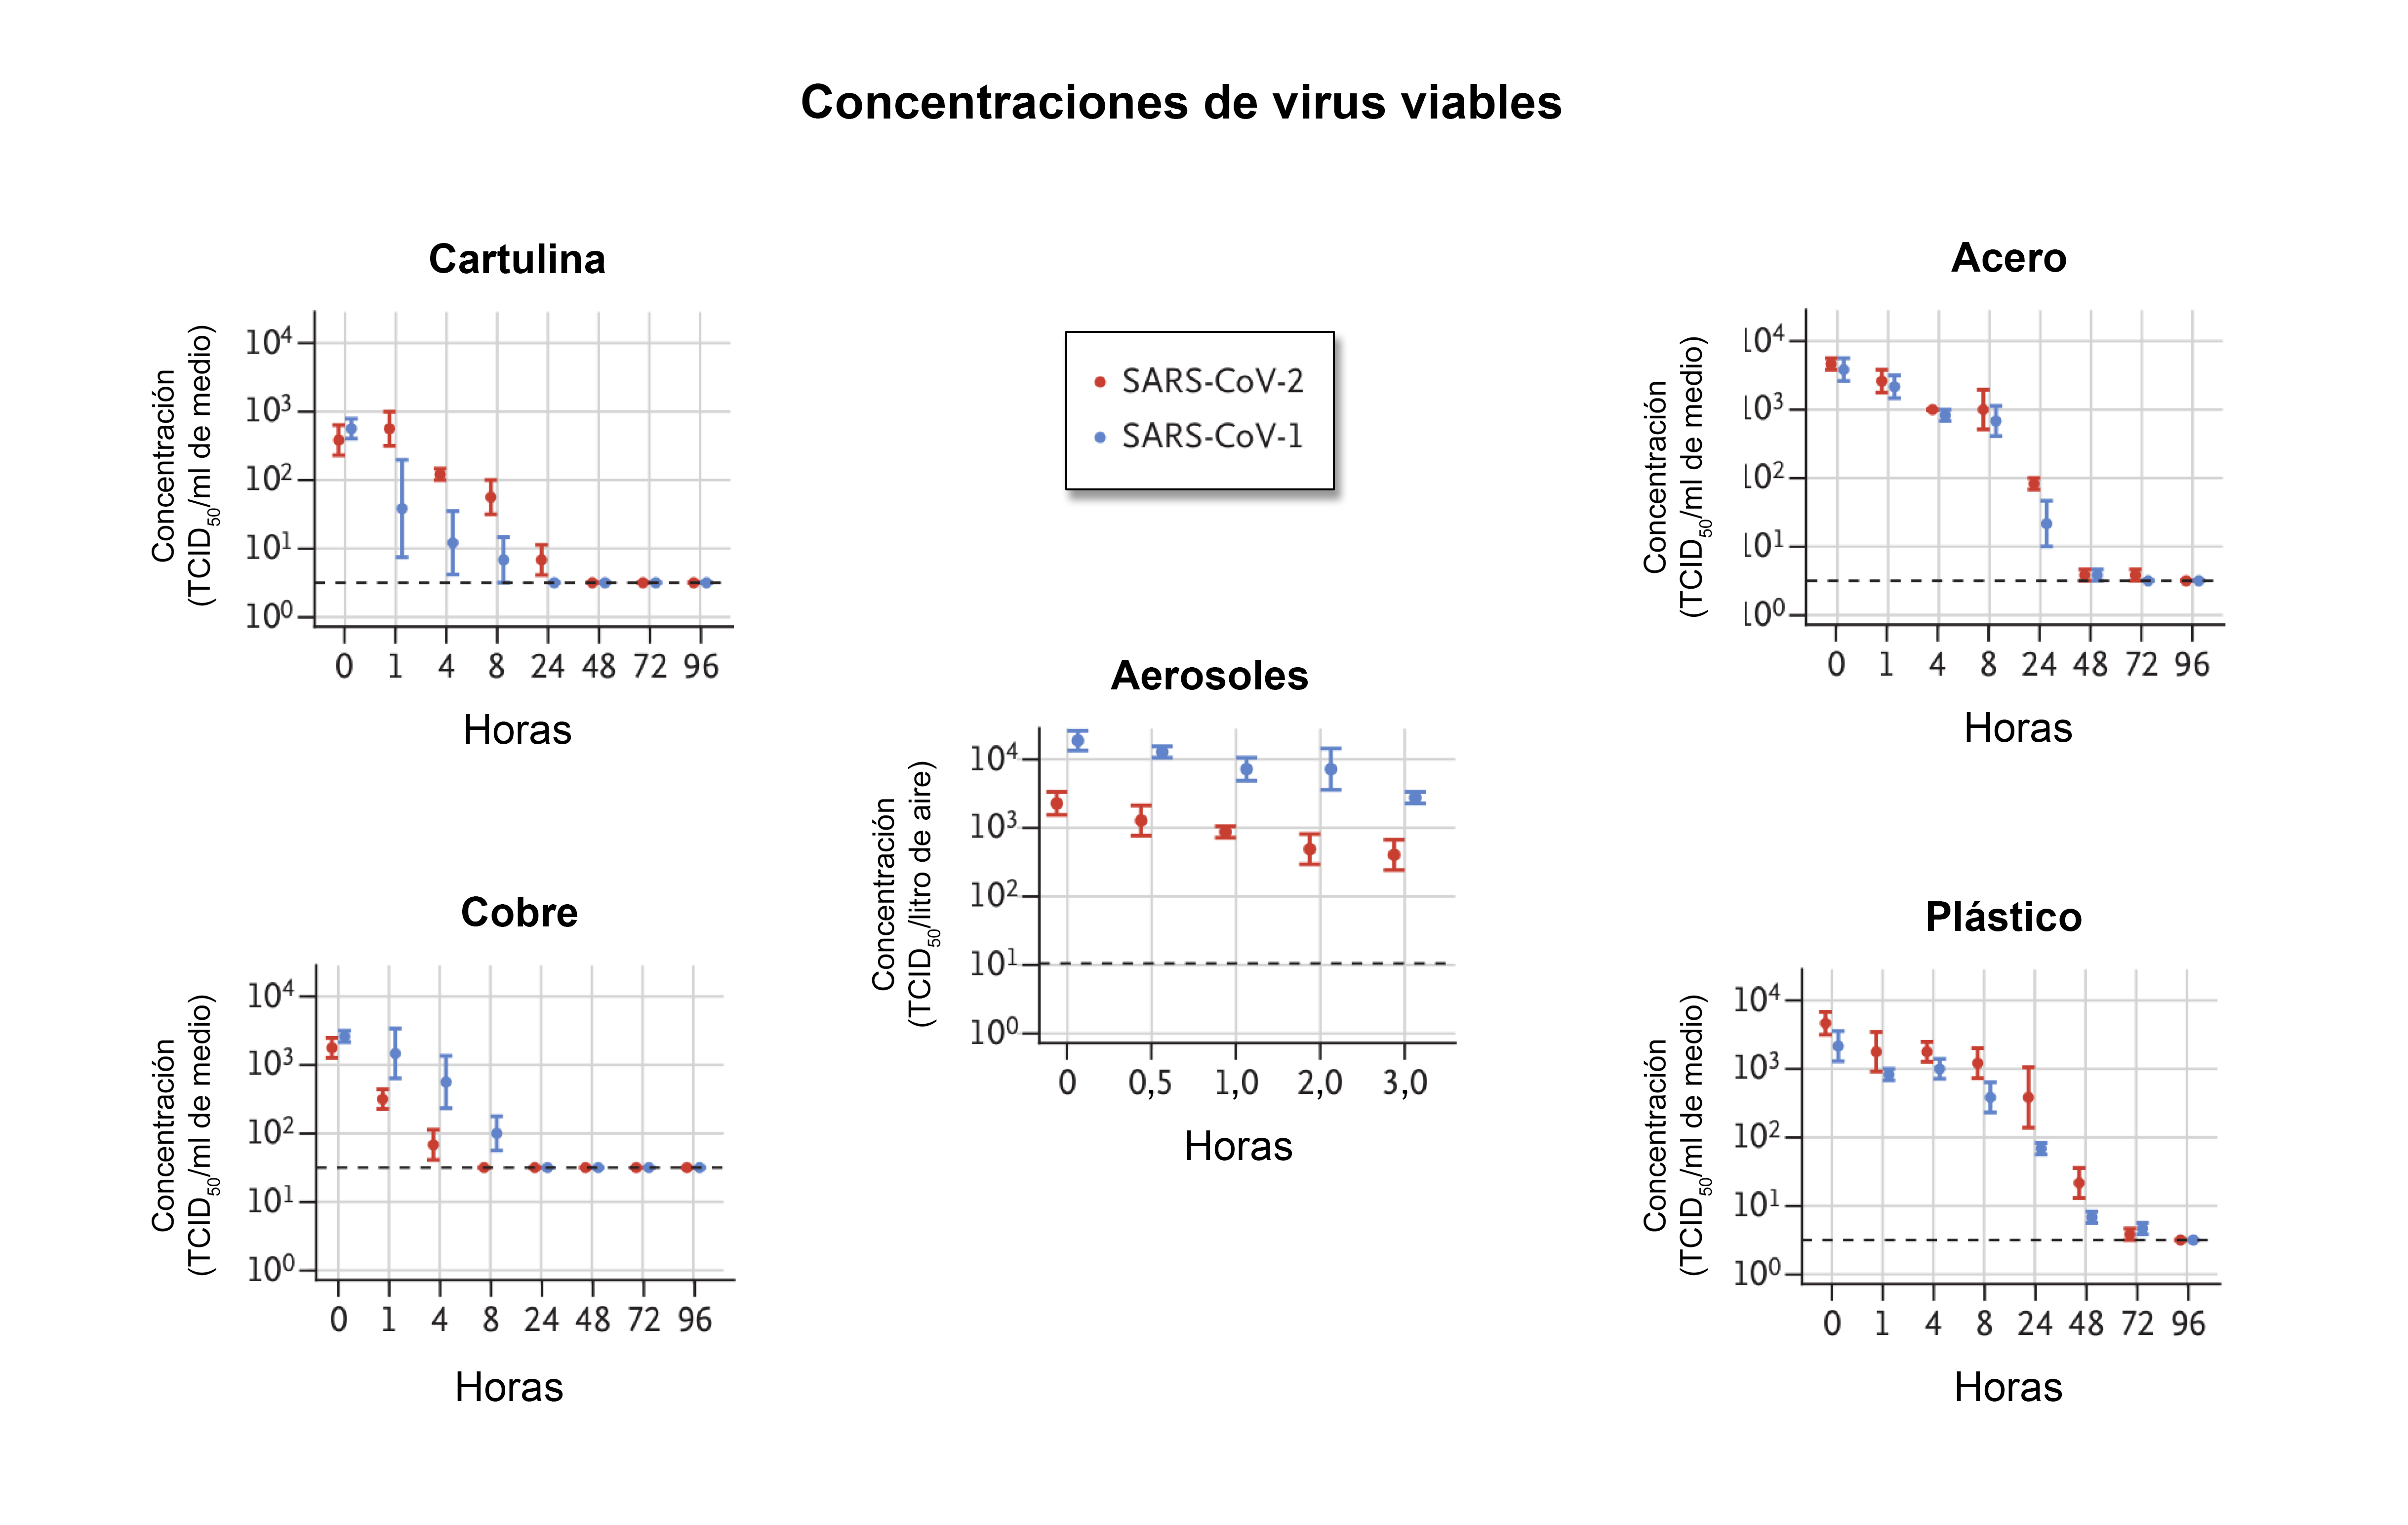 Concentraciones de virus viables
Cartulina
Concentración
(TCID50/ml de medio)
10⁴
10³
10²
10¹
10⁰
0 1 4 8 24 48 72 96
Horas
SARS-CoV-2
SARS-CoV-1
Acero
Concentración
(TCID50/ml de medio)
10⁴
10³
10²
10¹
10⁰
0 1 4 8 24 48 72 96
Horas
Aerosoles
Concentración
(TCID50/litro de aire)
10⁴
10³
10²
10¹
10⁰
0 0,5 1,0 2,0 3,0
Horas
Cobre
Concentración
(TCID50/ml de medio)
10⁴
10³
10²
10¹
10⁰
0 1 4 8 24 48 72 96
Horas
Plástico
Concentración
(TCID50/ml de medio)
10⁴
10³
10²
10¹
10⁰
0 1 4 8 24 48 72 96
Horas